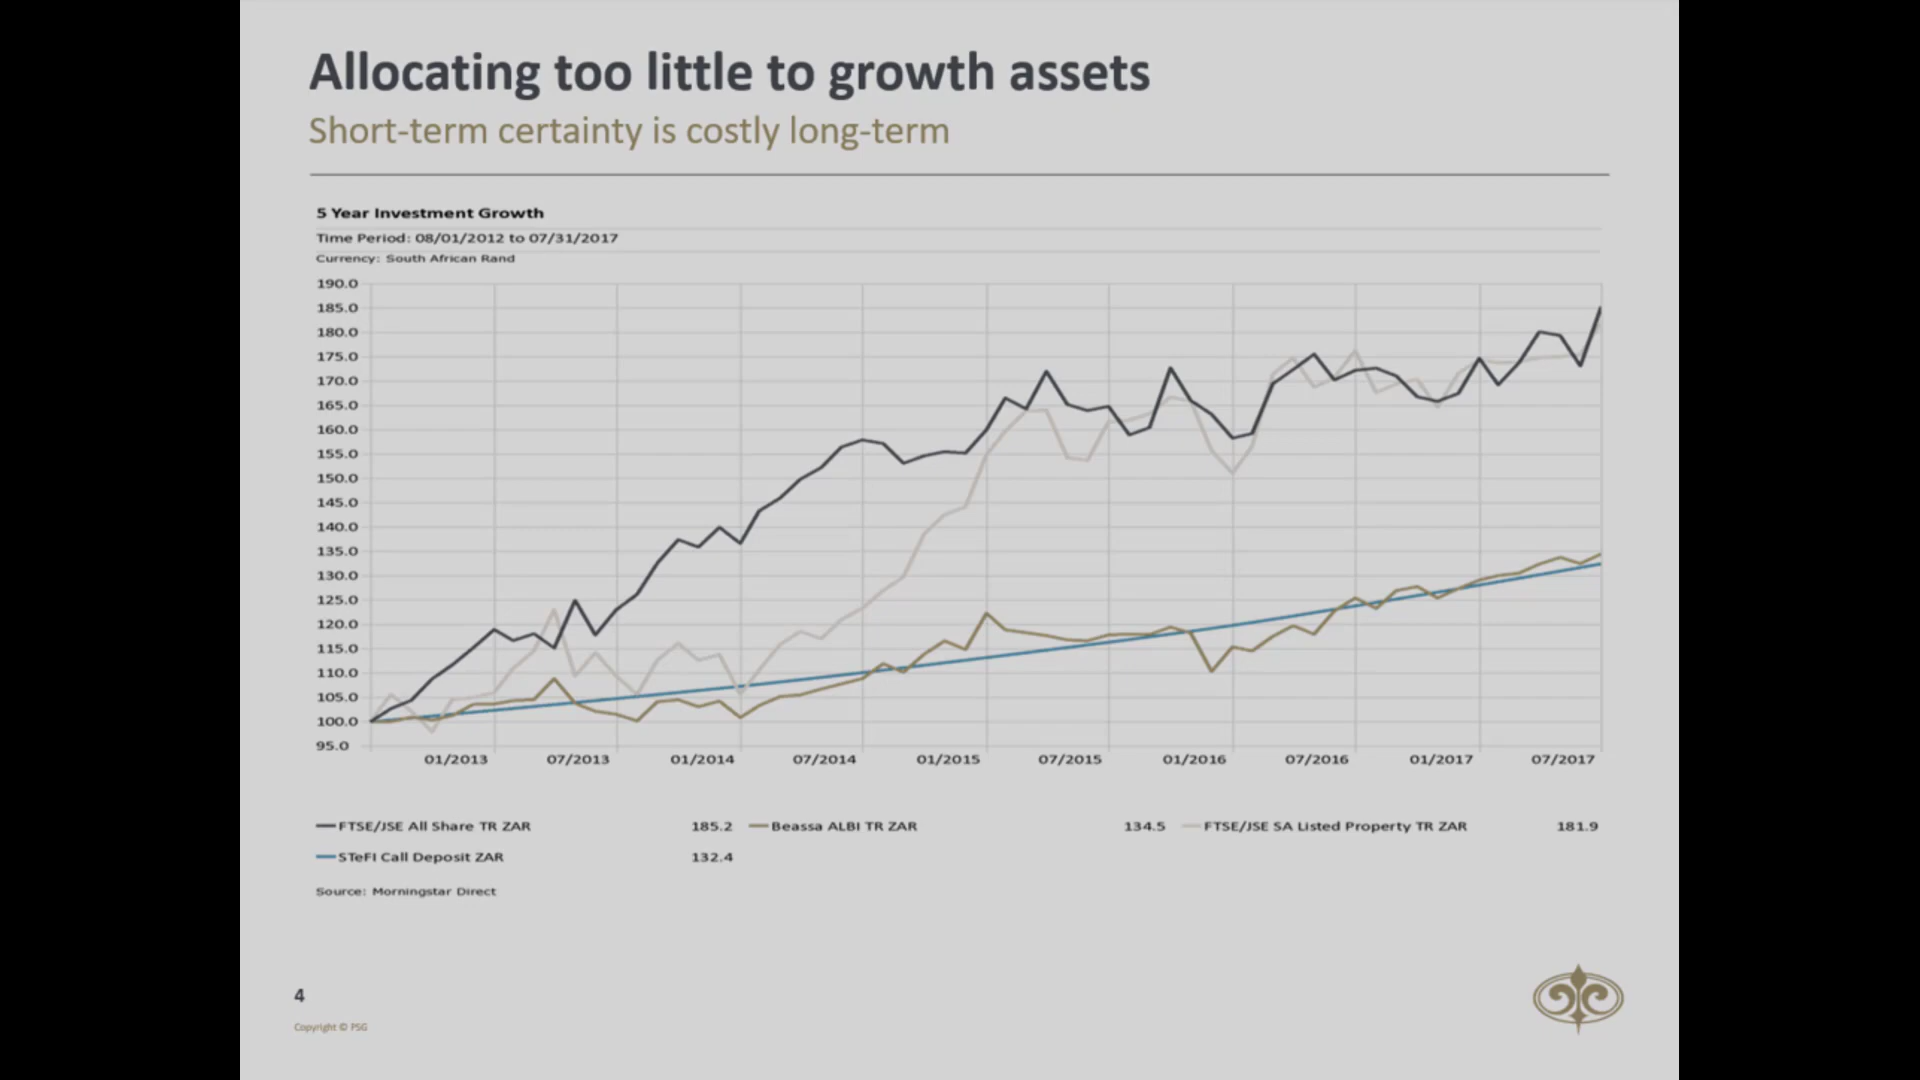 Allocating too little to growth assets
Short-term certainty is costly long-term
5 Year Investment Growth
Time Period: 08/01/2012 to 07/31/2017
Currency: South African Rand
190.0
185.0
180.0
175.0
170.0
165.0
160.0
155.0
150.0
145.0
140.0
135.0
130.0
125.0
120.0
115.0
110.0
105.0
100.0
95.0
01/2013 07/2013 01/2014 07/2014 01/2015 07/2015 01/2016 07/2016 01/2017 07/2017
FTSE/JSE All Share TR ZAR 185.2 Beassa ALBI TR ZAR 134.5 FTSE/JSE SA Listed Property TR ZAR 181.9
STeFI Call Deposit ZAR 132.4
Source: Morningstar Direct
4
Copyright © PSG